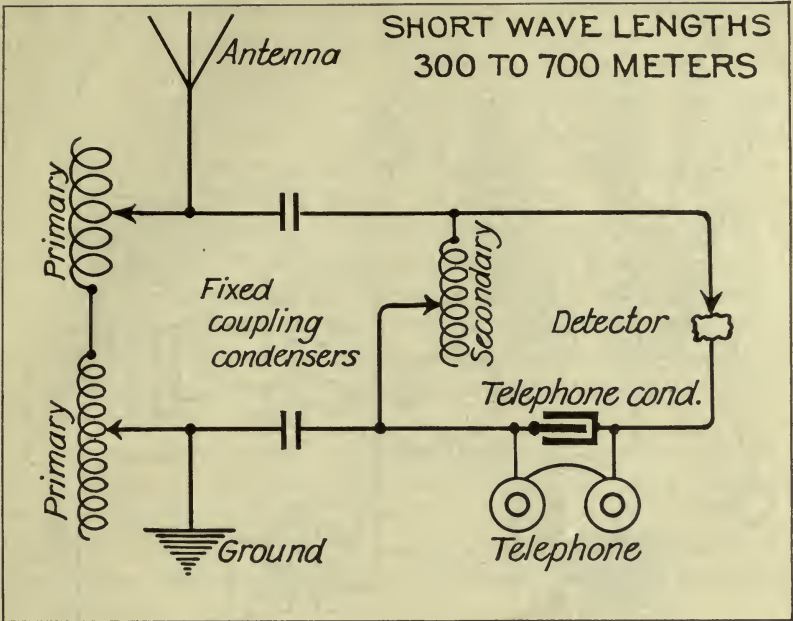 SHORT WAVE LENGTHS
300 TO 700 METERS
Antenna
Primary
Fixed
coupling
condensers
Secondary
Detector
Telephone cond.
Primary
Ground
Telephone